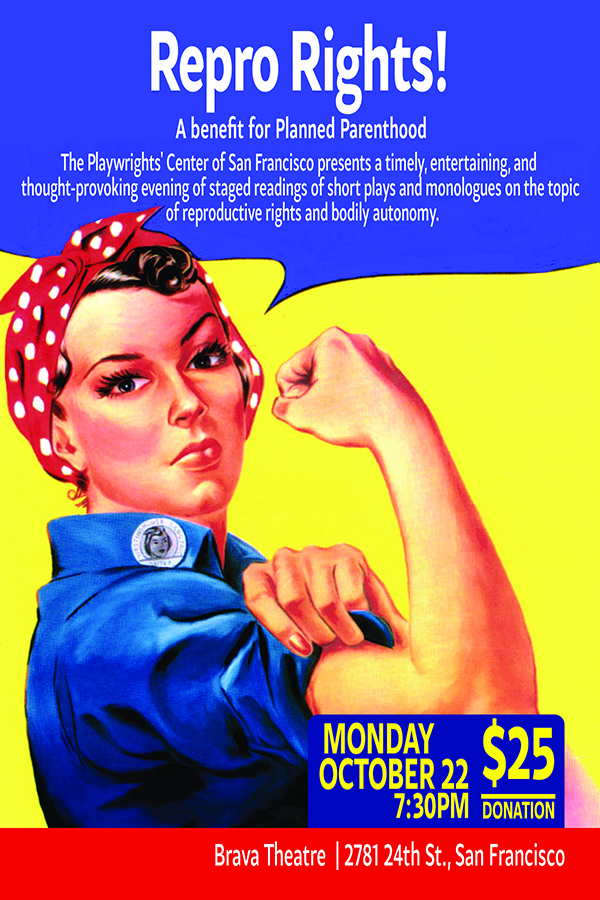 Repro Rights!
A benefit for Planned Parenthood
The Playwrights' Center of San Francisco presents a timely, entertaining, and
thought-provoking evening of staged readings of short plays and monologues on the topic
of reproductive rights and bodily autonomy.
MONDAY
OCTOBER 22
7:30PM
$25
DONATION
Brava Theatre | 2781 24th St., San Francisco